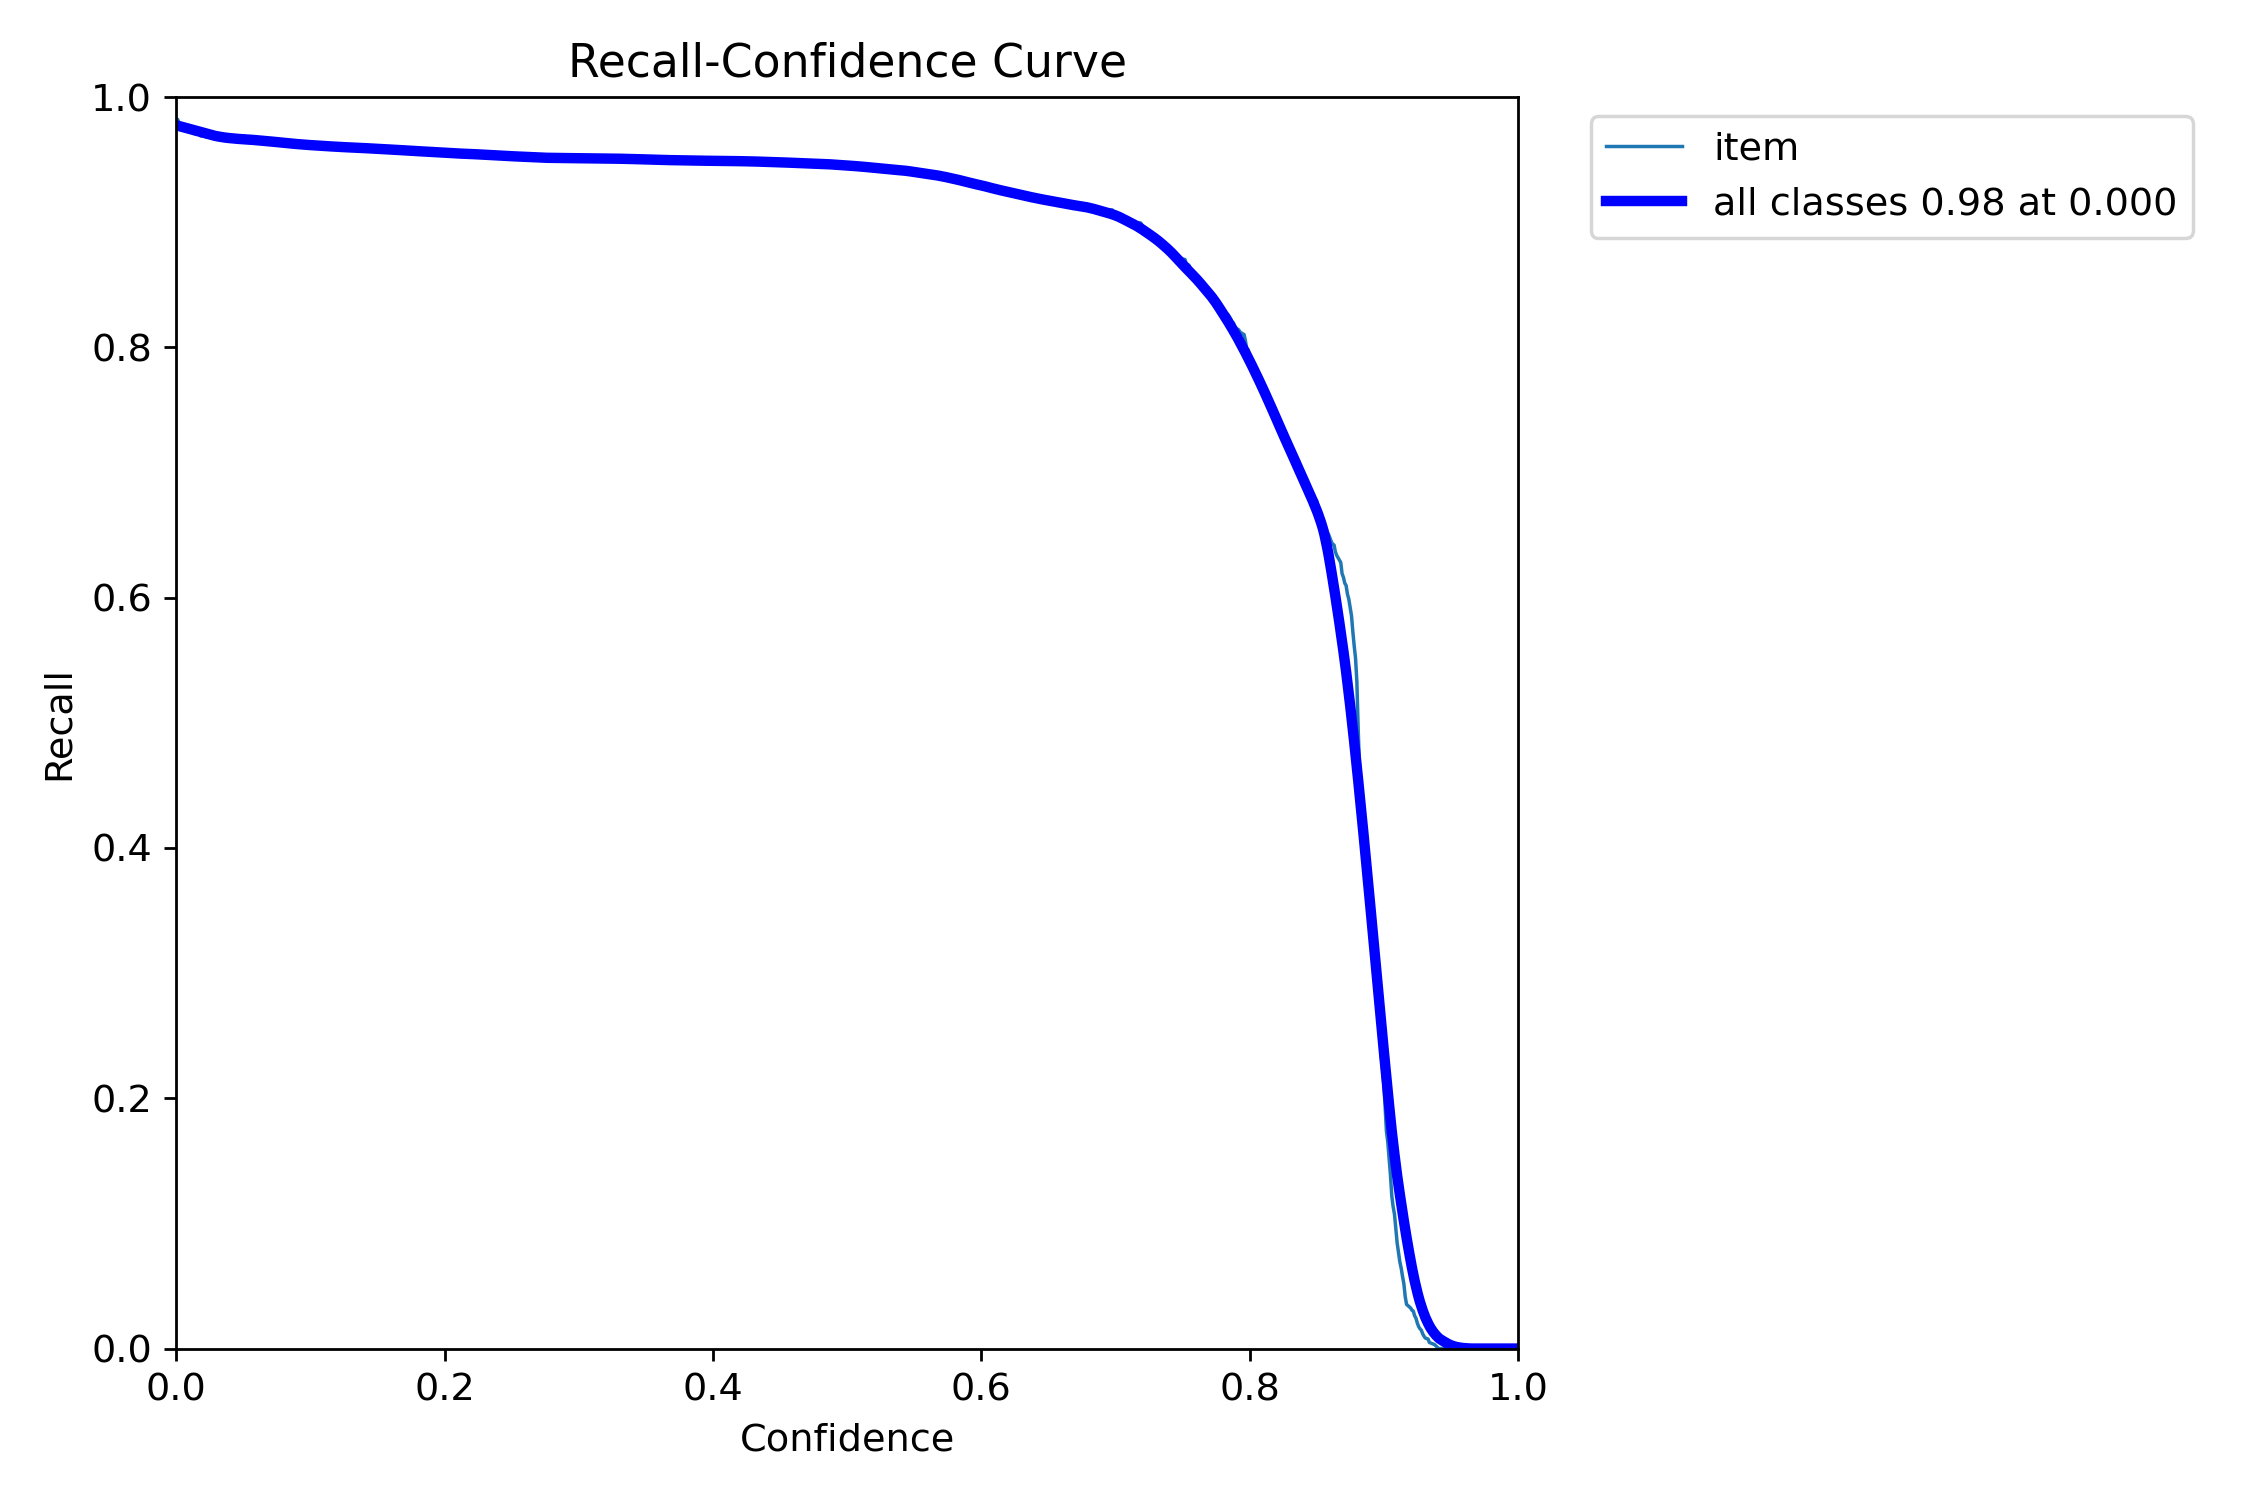 Recall-Confidence Curve
item
all classes 0.98 at 0.000
1.0
0.8
0.6
0.4
0.2
0.0
Recall
0.0 0.2 0.4 0.6 0.8 1.0
Confidence